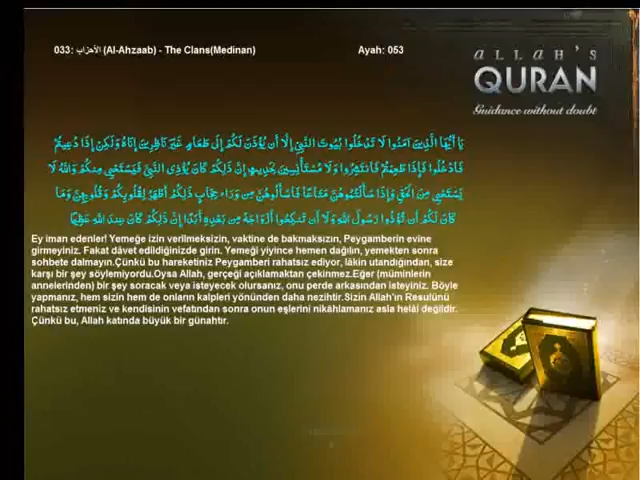 033: الأحزاب (Al-Ahzaab) - The Clans(Medinan)
Ayah: 053
ALLAH'S
QURAN
Guidance without doubt
يَا أَيُّهَا الَّذِينَ آمَنُوا لَا تَدْخُلُوا بُيُوتَ النَّبِيِّ إِلَّا أَن يُؤْذَنَ لَكُمْ إِلَى طَعَامٍ غَيْرَ نَاظِرِينَ إِنَاهُ وَلَكِنْ إِذَا دُعِيتُمْ
فَادْخُلُوا فَإِذَا طَعِمْتُمْ فَانتَشِرُوا وَلَا مُسْتَأْنِسِينَ لِحَدِيثٍ إِنَّ ذَلِكُمْ كَانَ يُؤْذِي النَّبِيَّ فَيَسْتَحْيِي مِنكُمْ وَاللَّهُ لَا
يَسْتَحْيِي مِنَ الْحَقِّ وَإِذَا سَأَلْتُمُوهُنَّ مَتَاعًا فَاسْأَلُوهُنَّ مِن وَرَاء حِجَابٍ ذَلِكُمْ أَطْهَرُ لِقُلُوبِكُمْ وَقُلُوبِهِنَّ وَمَا
كَانَ لَكُمْ أَن تُؤْذُوا رَسُولَ اللَّهِ وَلَا أَن تَنكِحُوا أَزْوَاجَهُ مِن بَعْدِهِ أَبَدًا إِنَّ ذَلِكُمْ كَانَ عِندَ اللَّهِ عَظِيمًا
Ey iman edenler! Yemeğe izin verilmeksizin, vaktine de bakmaksızın, Peygamberin evine
girmeyiniz. Fakat dâvet edildiğinizde girin. Yemeği yiyince hemen dağılın, yemekten sonra
sohbete dalmayın.Çünkü bu hareketiniz Peygamberi rahatsız ediyor, lâkin utandığından, size
karşı bir şey söylemiyordu.Oysa Allah, gerçeği açıklamaktan çekinmez.Eğer (müminlerin
annelerinden) bir şey soracak veya isteyecek olursanız, onu perde arkasından isteyiniz. Böyle
yapmanız, hem sizin hem de onların kalpleri yönünden daha nezihtir.Sizin Allah'ın Resulünü
rahatsız etmeniz ve kendisinin vefatından sonra onun eşlerini nikâhlamanız asla helâl değildir.
Çünkü bu, Allah katında büyük bir günahtır.